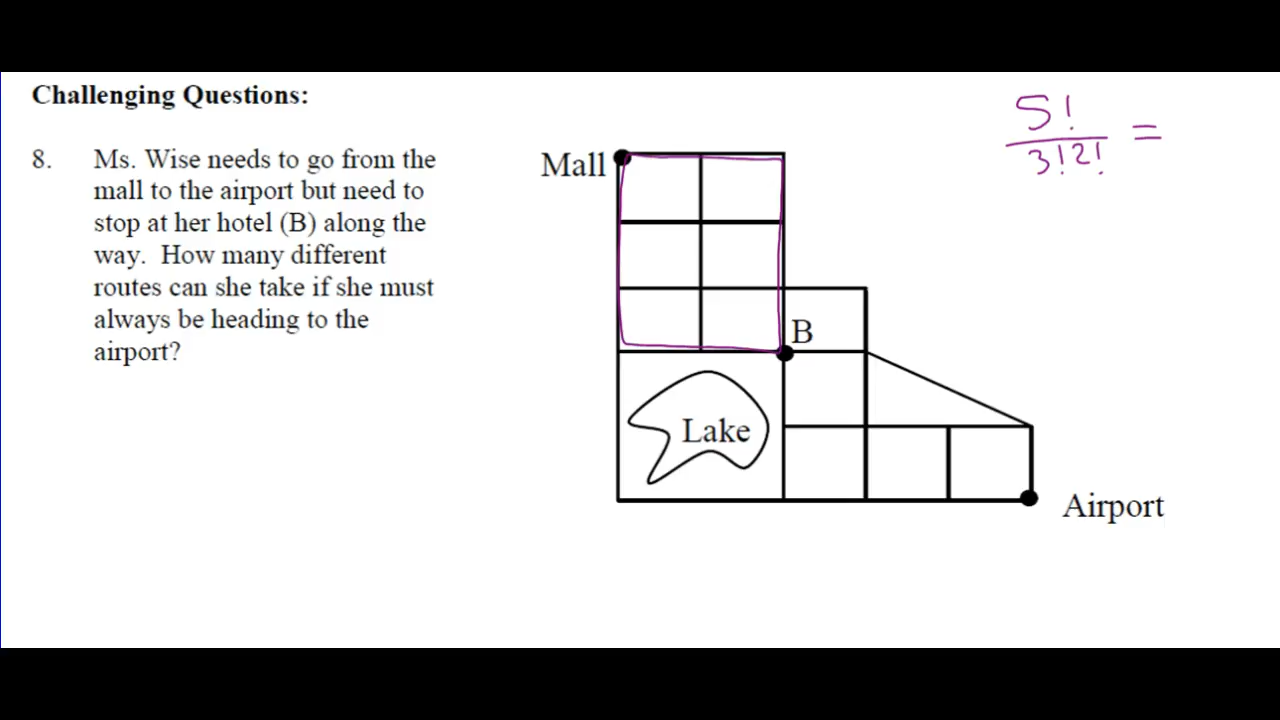 Challenging Questions:
8. Ms. Wise needs to go from the
mall to the airport but need to
stop at her hotel (B) along the
way. How many different
routes can she take if she must
always be heading to the
airport?
Mall
B
Lake
Airport
5!
3!2!
=